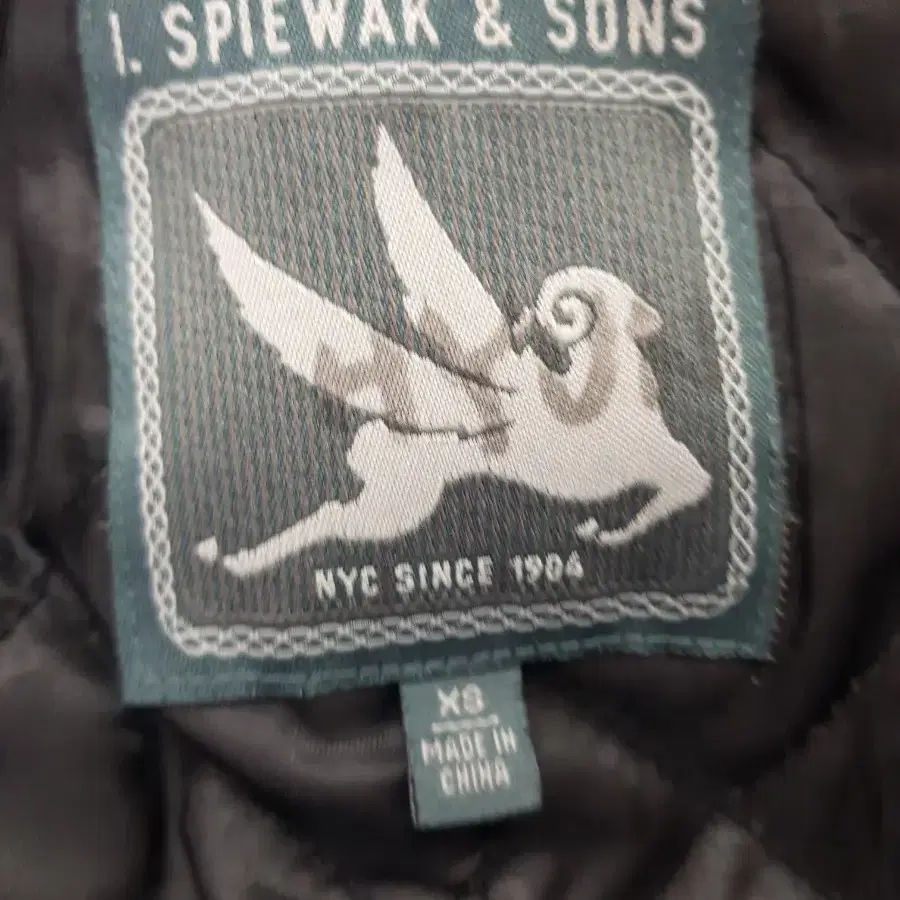 I. SPIEWAK & SONS
NYC SINCE 1904
XS
MADE IN
CHINA